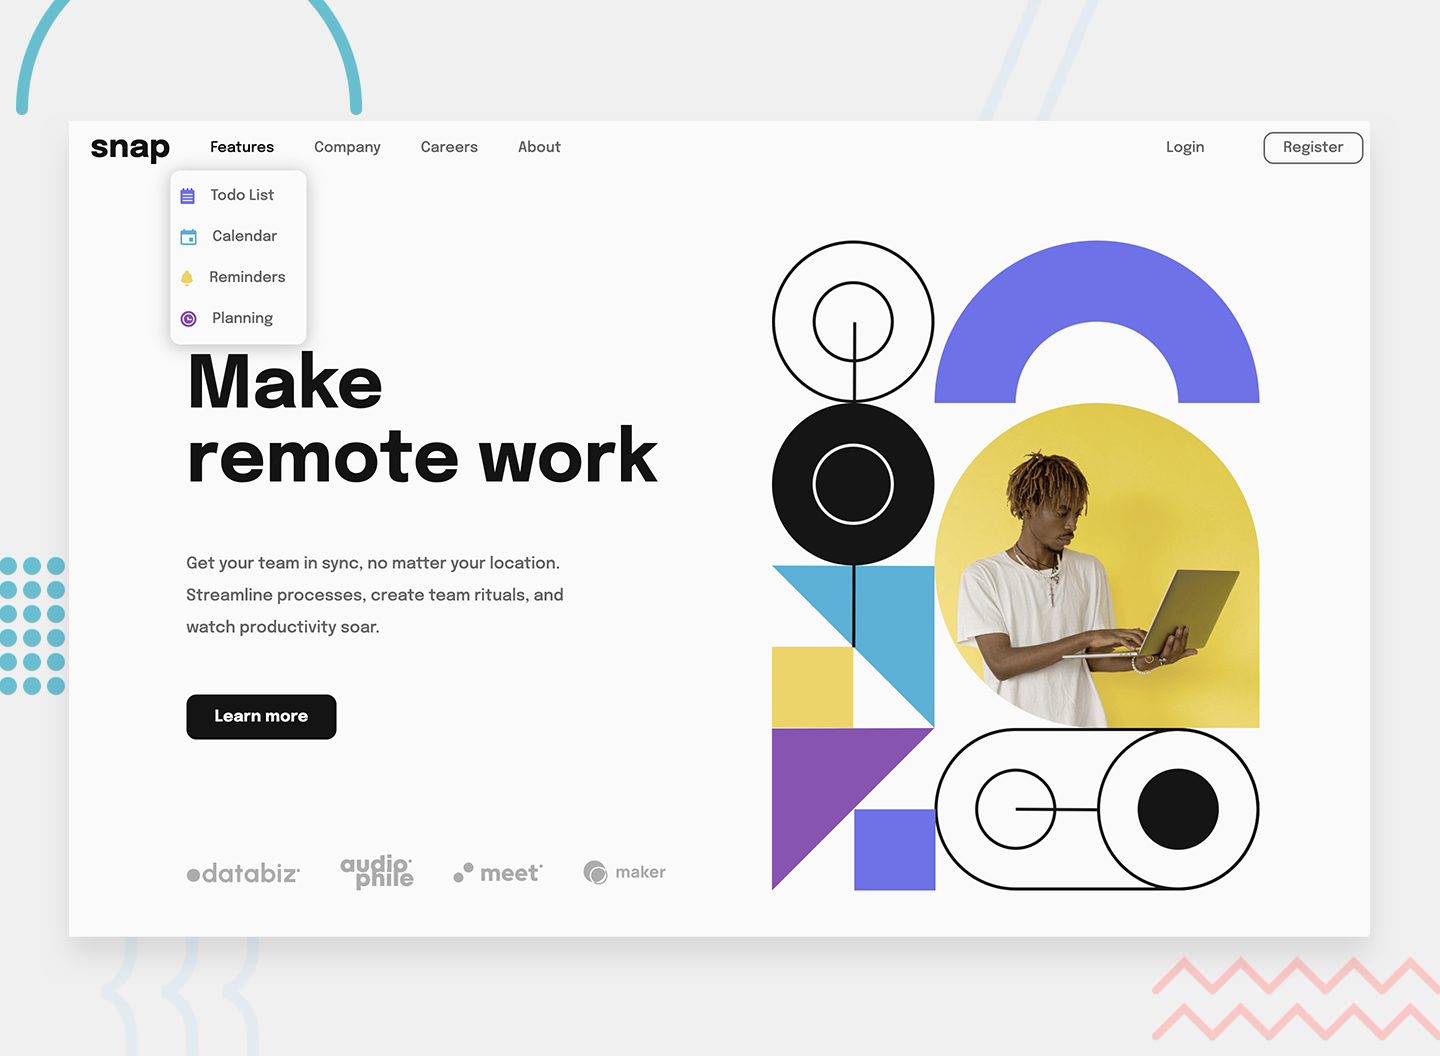 snap
Features
Company
Careers
About
Login
Register
Todo List
Calendar
Reminders
Planning
Make
remote work
Get your team in sync, no matter your location.
Streamline processes, create team rituals, and
watch productivity soar.
Learn more
databiz
audio
phile
meet
maker